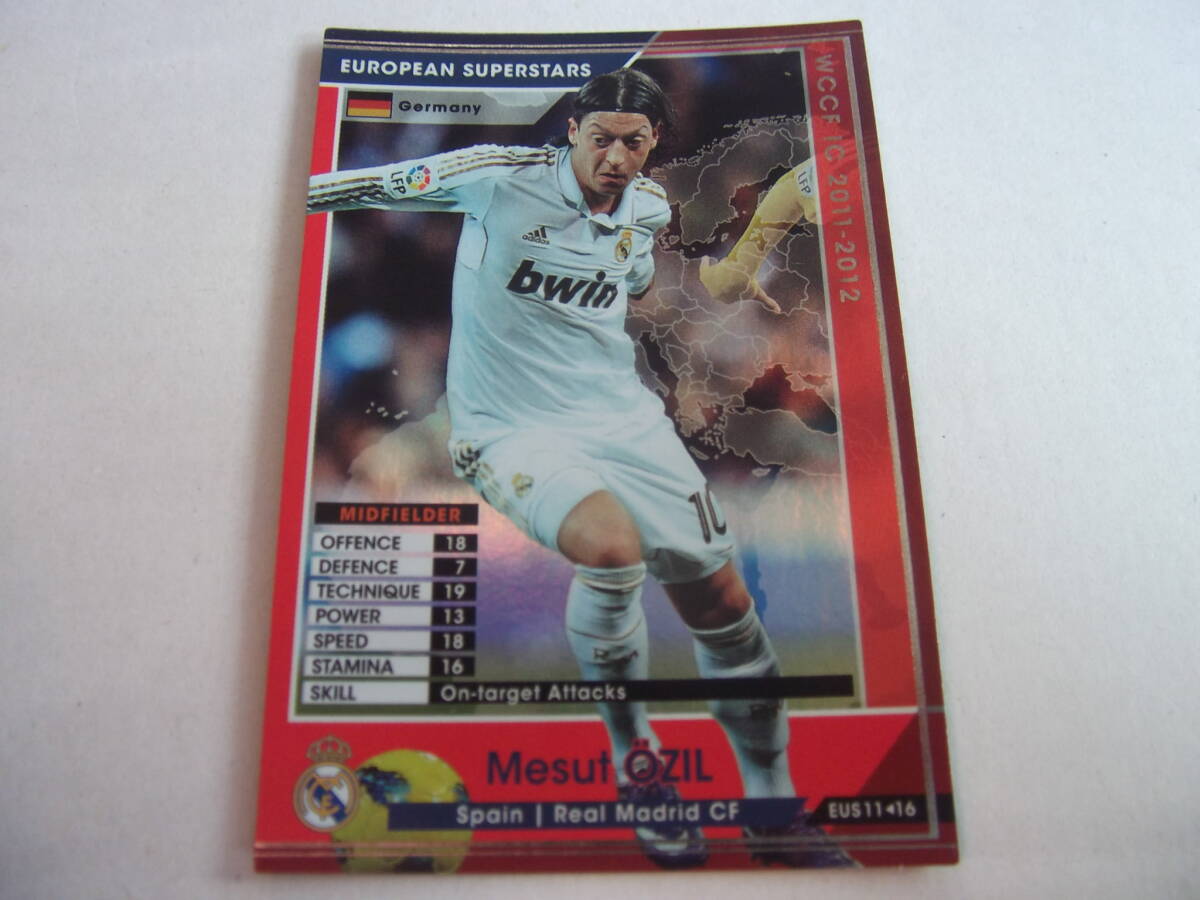 EUROPEAN SUPERSTARS
Germany
WCCF IC 2011-2012
LFP
LFP
adidas
bwin
10
MIDFIELDER
OFFENCE 18
DEFENCE 7
TECHNIQUE 19
POWER 13
SPEED 18
STAMINA 16
SKILL On-target Attacks
Mesut ÖZIL
Spain | Real Madrid CF
EUS11◂16